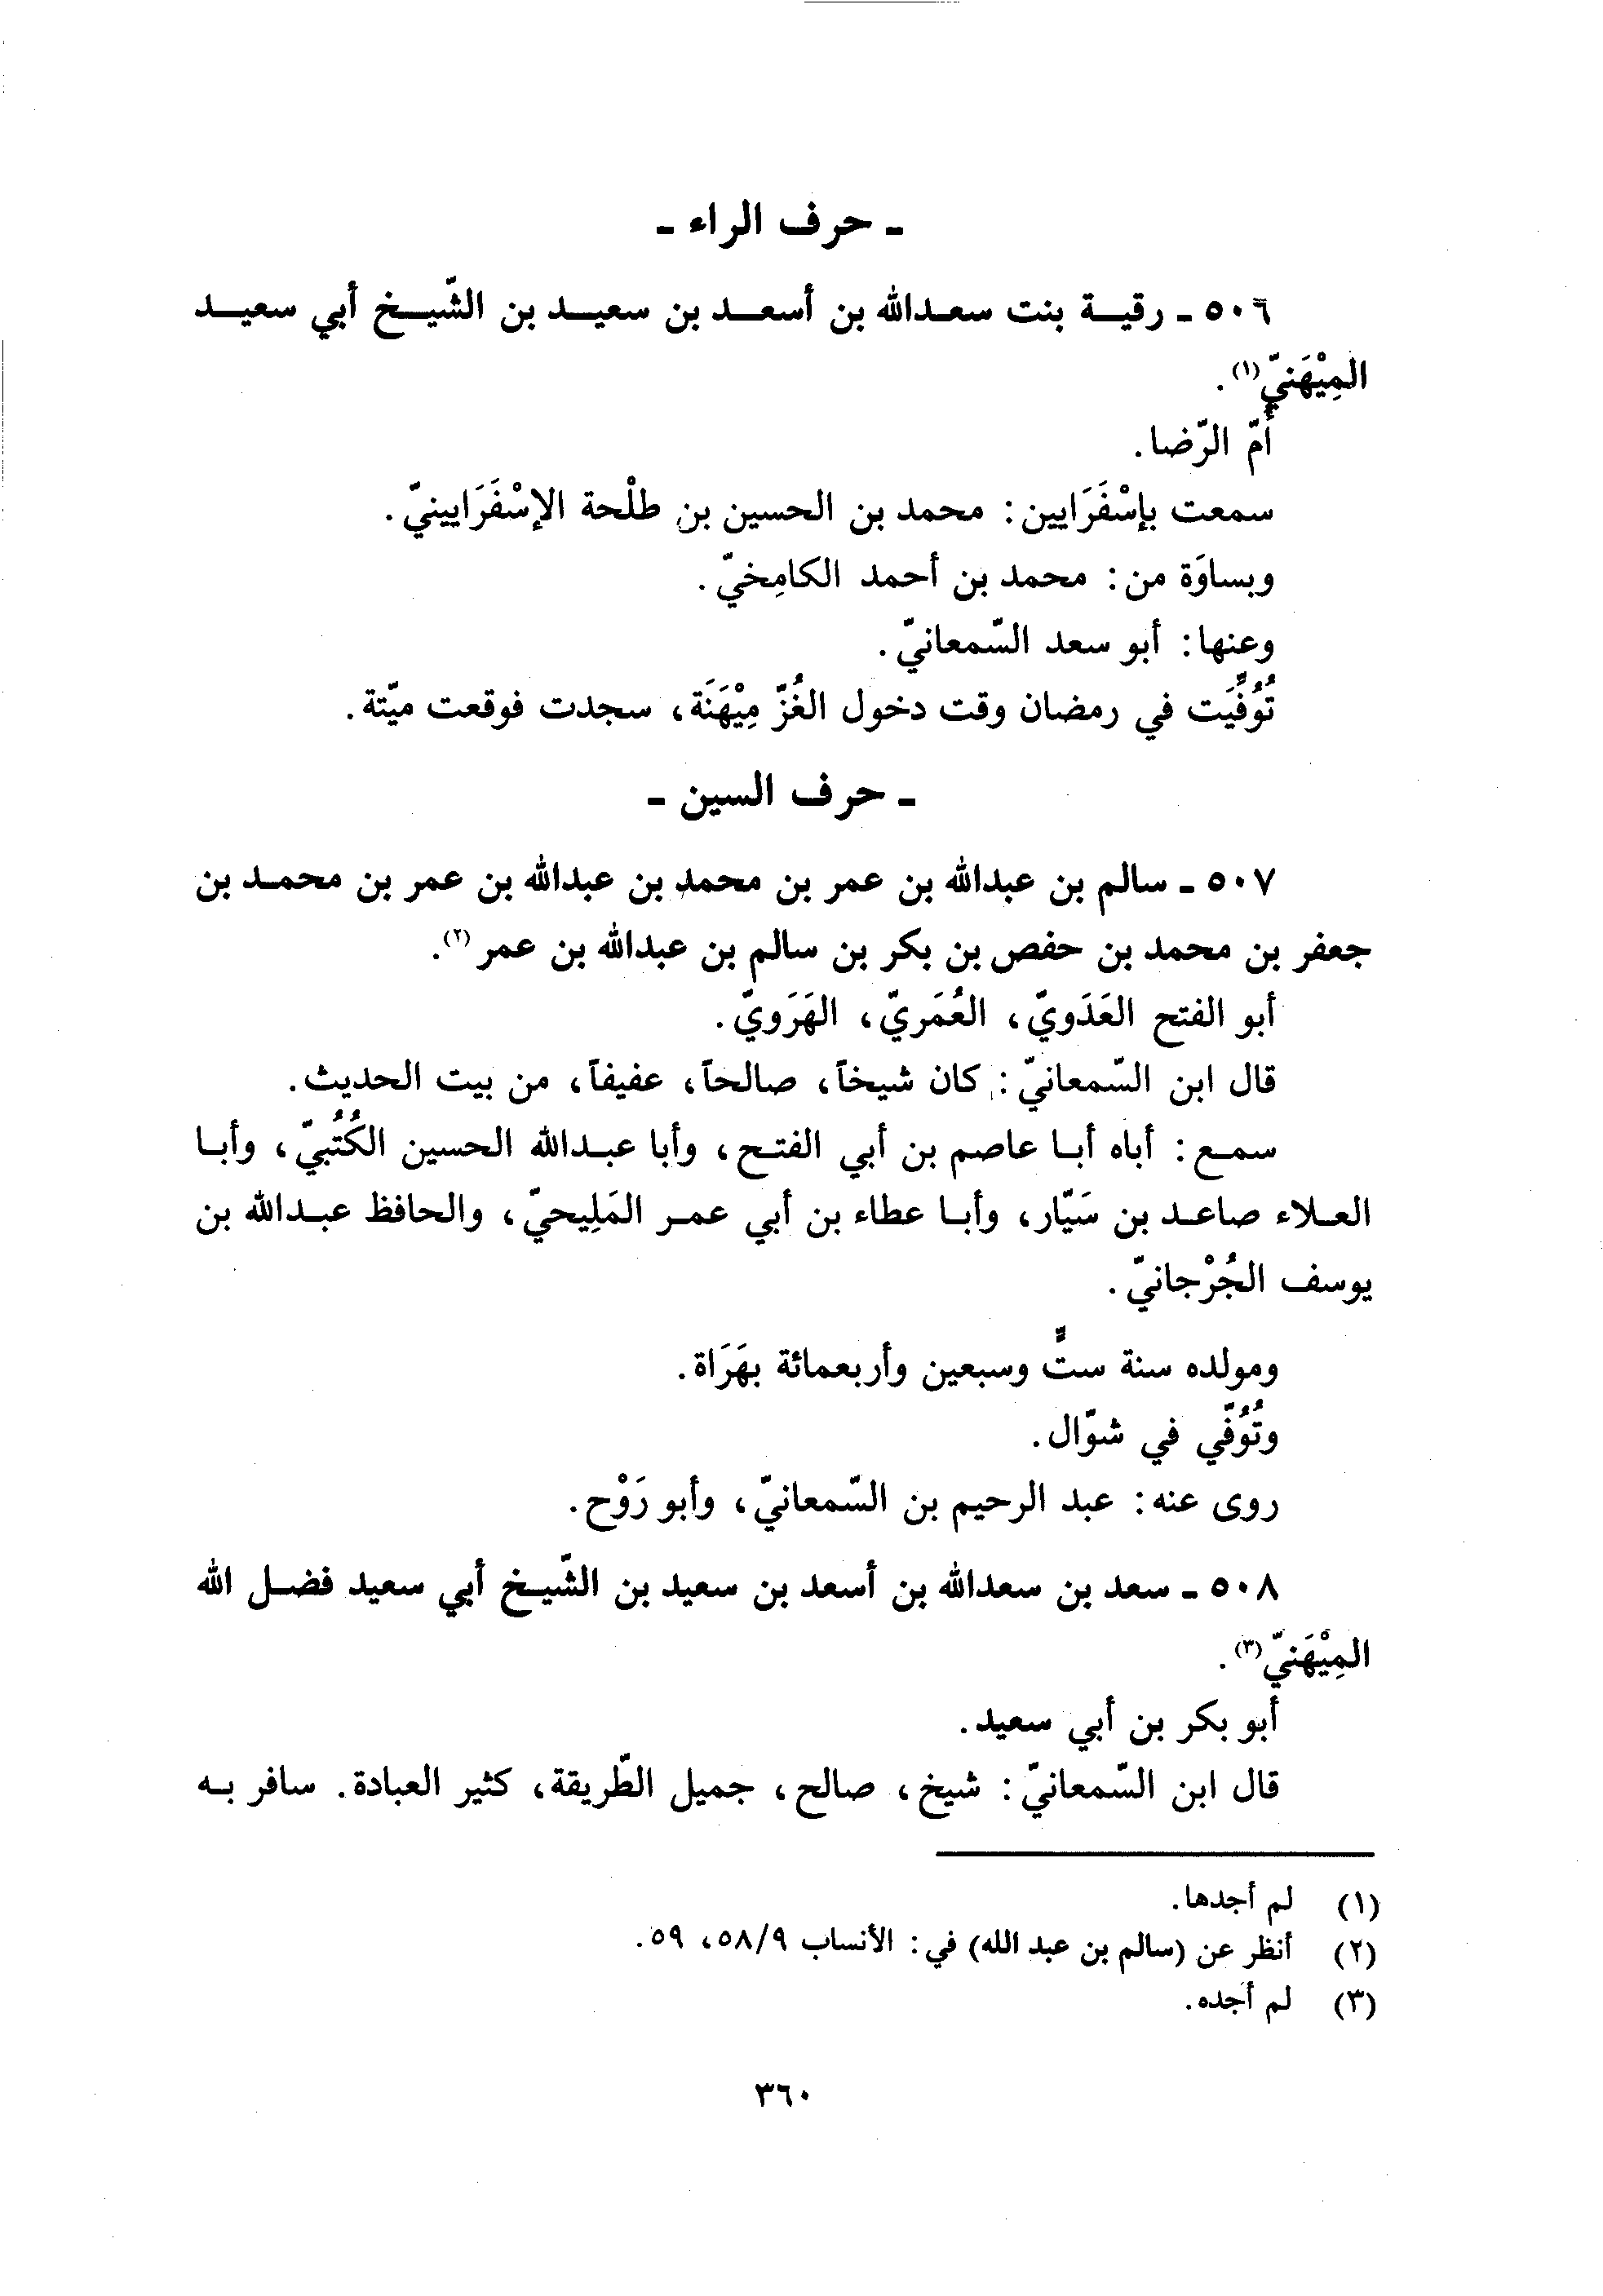 ـ حرف الراء ـ
٥٠٦ ـ رقيـة بنت سعدالله بن أسعد بن سعيد بن الشّيخ أبي سعيد
المِيْهَنيّ(١).
أُمّ الرّضا.
سمعت بإسْفَرَايين: محمد بن الحسين بن طلْحة الإسْفَرَايينيّ.
وبساوَة من: محمد بن أحمد الكامِخيّ.
وعنها: أبو سعد السّمعانيّ.
تُوُفِّيَت في رمضان وقت دخول الغُزّ مِيْهَنَة، سجدت فوقعت ميّتة.
ـ حرف السين ـ
٥٠٧ ـ سالم بن عبدالله بن عمر بن محمد بن عبدالله بن عمر بن محمد بن
جعفر بن محمد بن حفص بن بكر بن سالم بن عبدالله بن عمر(٢).
أبو الفتح العَدَويّ، العُمَريّ، الهَرَويّ.
قال ابن السّمعانيّ: كان شيخاً، صالحاً، عفيفاً، من بيت الحديث.
سمع: أباه أبا عاصم بن أبي الفتح، وأبا عبدالله الحسين الكُتُبيّ، وأبا
العلاء صاعد بن سَيّار، وأبا عطاء بن أبي عمر المَلِيحيّ، والحافظ عبدالله بن
يوسف الجُرْجانيّ.
ومولده سنة ستٍّ وسبعين وأربعمائة بهَرَاة.
وتُوُفّي في شوّال.
روى عنه: عبد الرحيم بن السّمعانيّ، وأبو رَوْح.
٥٠٨ ـ سعد بن سعدالله بن أسعد بن سعيد بن الشّيخ أبي سعيد فضل الله
المِيْهَنيّ(٣).
أبو بكر بن أبي سعيد.
قال ابن السّمعانيّ: شيخ، صالح، جميل الطّريقة، كثير العبادة. سافر به
(١) لم أجدها.
(٢) أنظر عن (سالم بن عبد الله) في: الأنساب ٥٨/٩، ٥٩.
(٣) لم أجده.
٣٦٠